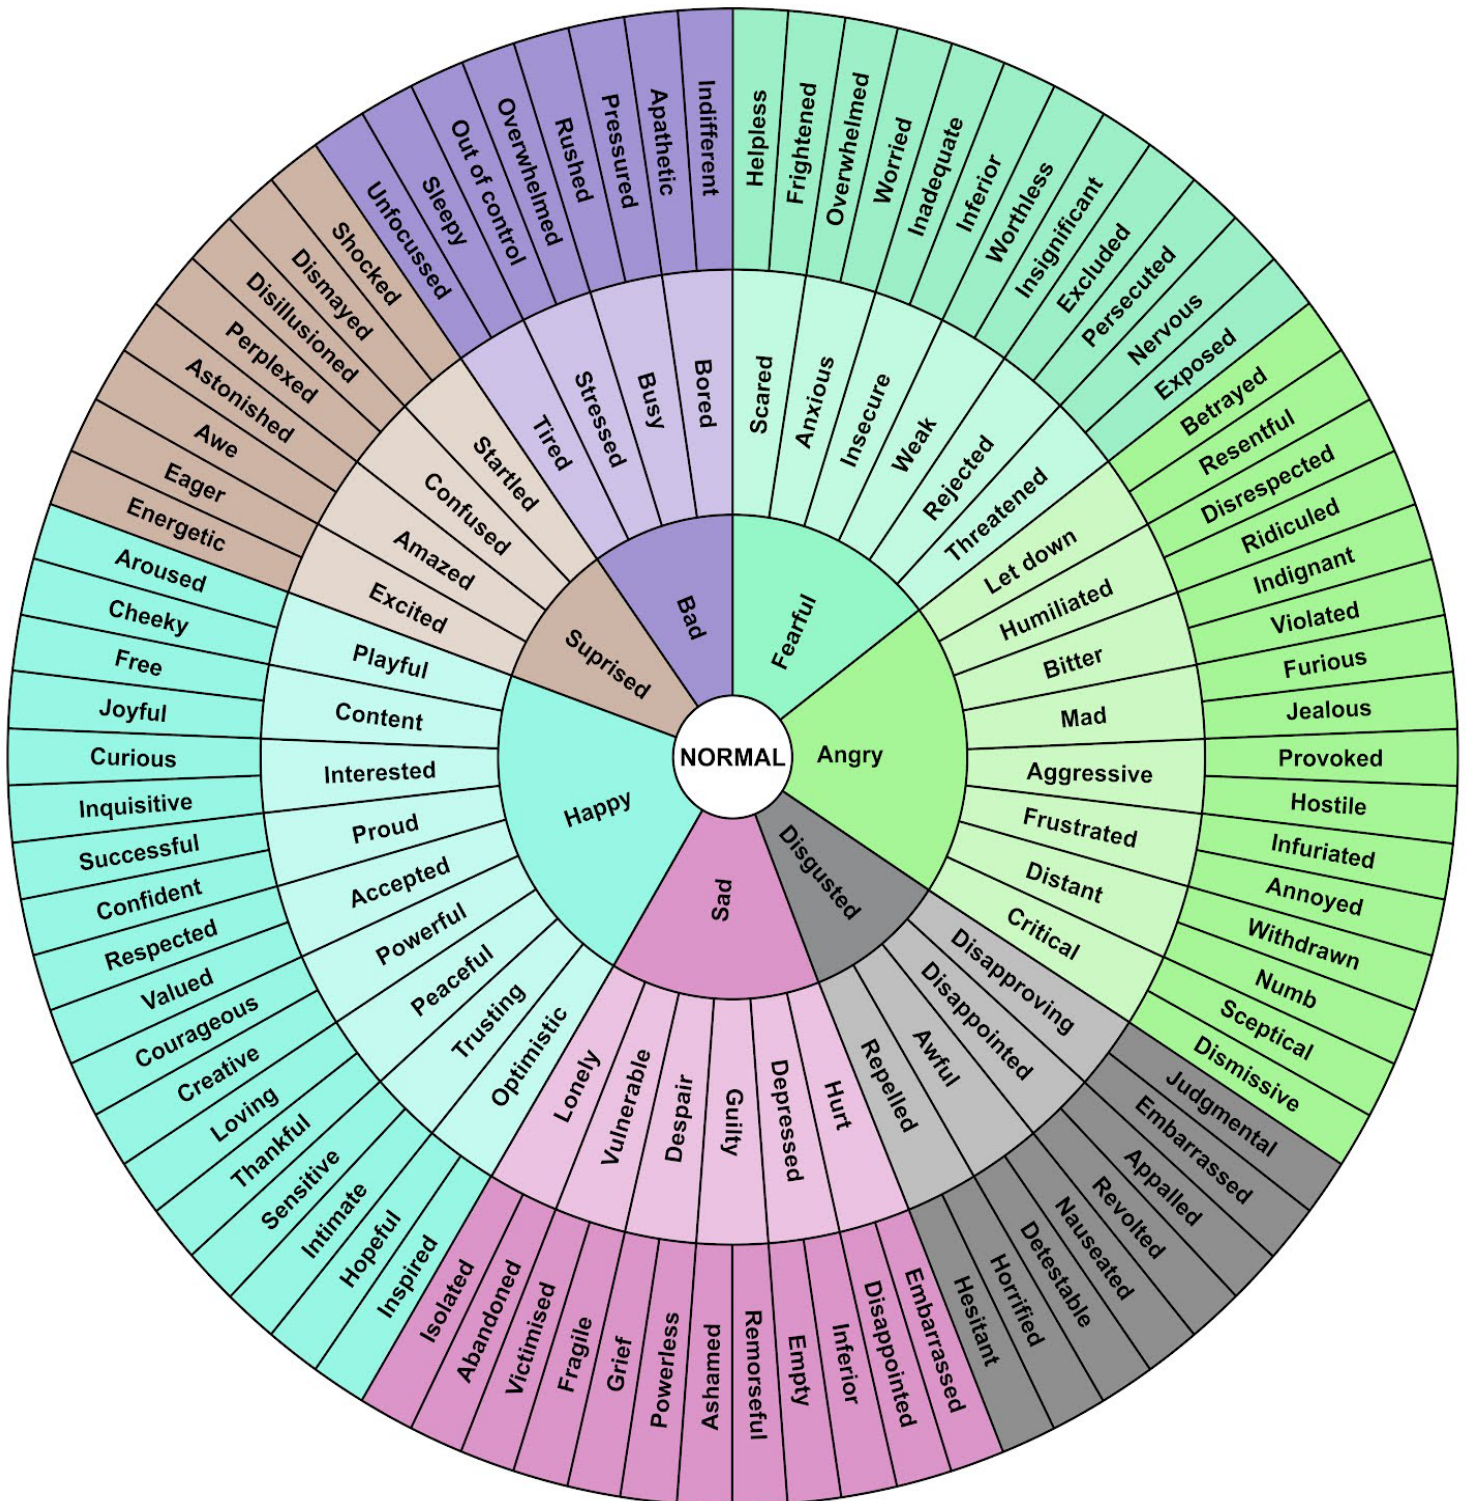 NORMAL
Fearful
Angry
Disgusted
Sad
Happy
Suprised
Bad
Scared
Anxious
Insecure
Weak
Rejected
Threatened
Let down
Humiliated
Bitter
Mad
Aggressive
Frustrated
Distant
Critical
Disapproving
Disappointed
Awful
Repelled
Hurt
Depressed
Guilty
Despair
Vulnerable
Lonely
Optimistic
Trusting
Peaceful
Powerful
Accepted
Proud
Interested
Content
Playful
Excited
Amazed
Confused
Startled
Tired
Stressed
Busy
Bored
Helpless
Frightened
Overwhelmed
Worried
Inadequate
Inferior
Worthless
Insignificant
Excluded
Persecuted
Nervous
Exposed
Betrayed
Resentful
Disrespected
Ridiculed
Indignant
Violated
Furious
Jealous
Provoked
Hostile
Infuriated
Annoyed
Withdrawn
Numb
Sceptical
Dismissive
Judgmental
Embarrassed
Appalled
Revolted
Nauseated
Detestable
Horrified
Hesitant
Embarrassed
Disappointed
Inferior
Empty
Remorseful
Ashamed
Powerless
Grief
Fragile
Victimised
Abandoned
Isolated
Inspired
Hopeful
Intimate
Sensitive
Thankful
Loving
Creative
Courageous
Valued
Respected
Confident
Successful
Inquisitive
Curious
Joyful
Free
Cheeky
Aroused
Energetic
Eager
Awe
Astonished
Perplexed
Disillusioned
Dismayed
Shocked
Unfocussed
Sleepy
Out of control
Overwhelmed
Rushed
Pressured
Apathetic
Indifferent